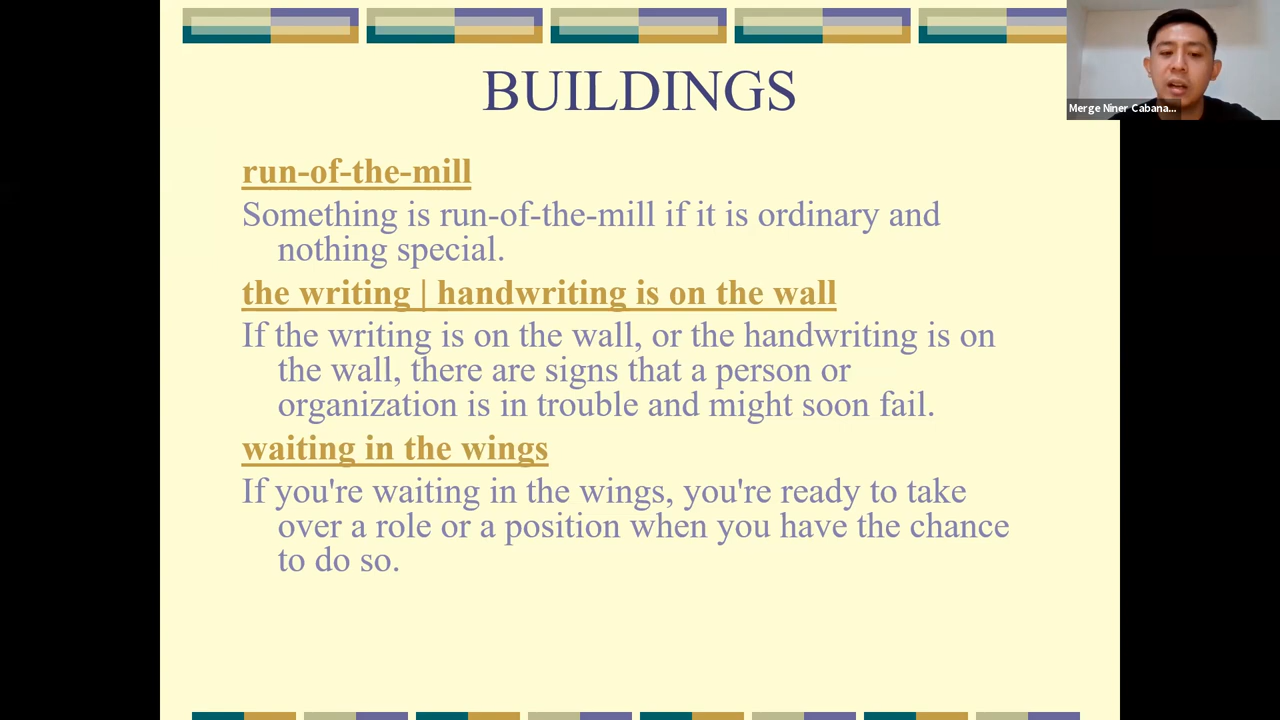 BUILDINGS
Merge Niner Cabana...
run-of-the-mill
Something is run-of-the-mill if it is ordinary and
nothing special.
the writing | handwriting is on the wall
If the writing is on the wall, or the handwriting is on
the wall, there are signs that a person or
organization is in trouble and might soon fail.
waiting in the wings
If you're waiting in the wings, you're ready to take
over a role or a position when you have the chance
to do so.